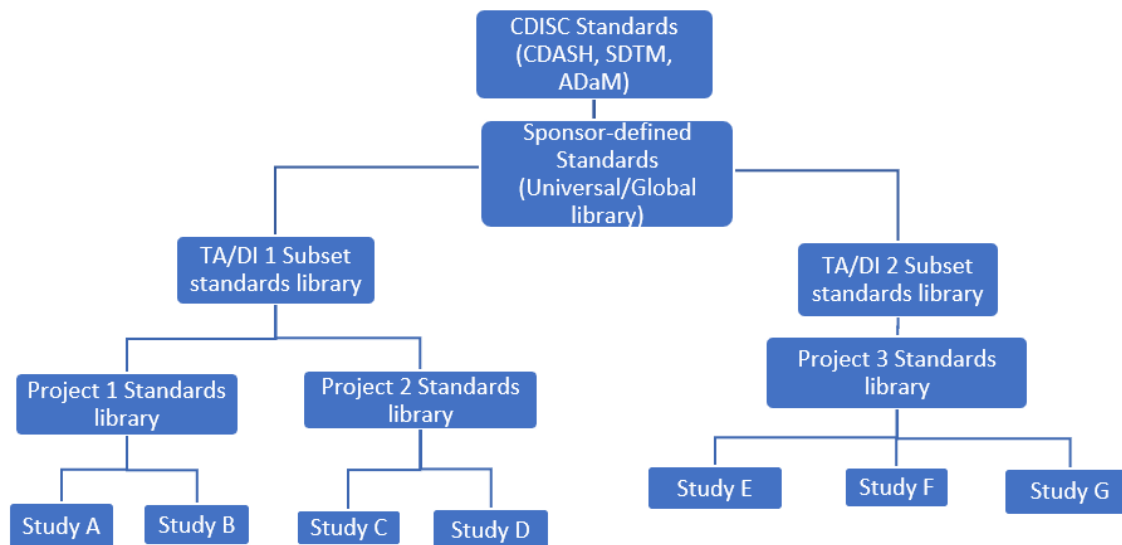 CDISC Standards
(CDASH, SDTM,
ADaM)
Sponsor-defined
Standards
(Universal/Global
library)
TA/DI 1 Subset
standards library
TA/DI 2 Subset
standards library
Project 1 Standards
library
Project 2 Standards
library
Project 3 Standards
library
Study A
Study B
Study C
Study D
Study E
Study F
Study G